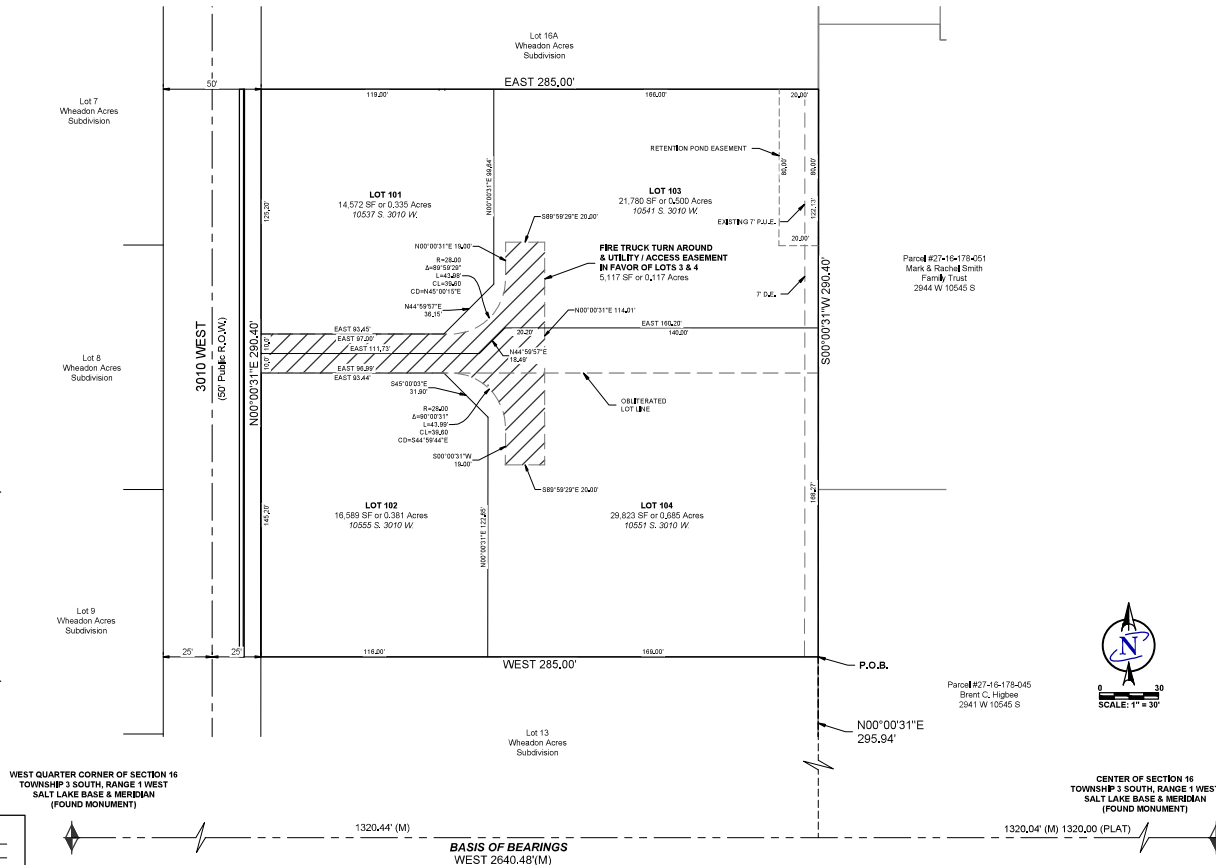 Lot 16A
Wheadon Acres
Subdivision
50'
EAST 285.00'
119.00'
166.00'
20.00'
Lot 7
Wheadon Acres
Subdivision
RETENTION POND EASEMENT
80.00'
80.00'
N00°00'31"E 99.64'
LOT 101
14,572 SF or 0.335 Acres
10537 S. 3010 W.
LOT 103
21,780 SF or 0.500 Acres
10541 S. 3010 W.
125.20'
122.13'
S89°59'29"E 20.00'
EXISTING 7' P.U.E.
20.00'
N00°00'31"E 19.00'
FIRE TRUCK TURN AROUND
& UTILITY / ACCESS EASEMENT
IN FAVOR OF LOTS 3 & 4
5,117 SF or 0.117 Acres
R=28.00
Δ=89°59'29"
L=43.98'
CL=39.60
CD=N45°00'15"E
Parcel #27-16-178-051
Mark & Rachel Smith
Family Trust
2944 W 10545 S
7' D.E.
N44°59'57"E
36.15'
N00°00'31"E 114.01'
EAST 93.45'
EAST 160.20'
EAST 97.00'
20.20'
140.00'
EAST 111.73'
10.0'
10.0'
N44°59'57"E
18.49'
EAST 96.99'
EAST 93.44'
3010 WEST
(50' Public R.O.W.)
N00°00'31"E 290.40'
S00°00'31"W 290.40'
Lot 8
Wheadon Acres
Subdivision
S45°00'03"E
31.90'
OBLITERATED
LOT LINE
R=28.00
Δ=90°00'31"
L=43.99'
CL=39.60
CD=S44°59'44"E
S00°00'31"W
19.00'
S89°59'29"E 20.00'
LOT 102
16,589 SF or 0.381 Acres
10555 S. 3010 W.
LOT 104
29,823 SF or 0.685 Acres
10551 S. 3010 W.
145.20'
168.27'
N00°00'31"E 122.65'
Lot 9
Wheadon Acres
Subdivision
25'
25'
116.00'
169.00'
WEST 285.00'
P.O.B.
N
0 30
SCALE: 1" = 30'
Parcel #27-16-178-045
Brent C. Higbee
2941 W 10545 S
N00°00'31"E
295.94'
Lot 13
Wheadon Acres
Subdivision
WEST QUARTER CORNER OF SECTION 16
TOWNSHIP 3 SOUTH, RANGE 1 WEST
SALT LAKE BASE & MERIDIAN
(FOUND MONUMENT)
CENTER OF SECTION 16
TOWNSHIP 3 SOUTH, RANGE 1 WEST
SALT LAKE BASE & MERIDIAN
(FOUND MONUMENT)
1320.44' (M)
1320.04' (M) 1320.00 (PLAT)
BASIS OF BEARINGS
WEST 2640.48'(M)